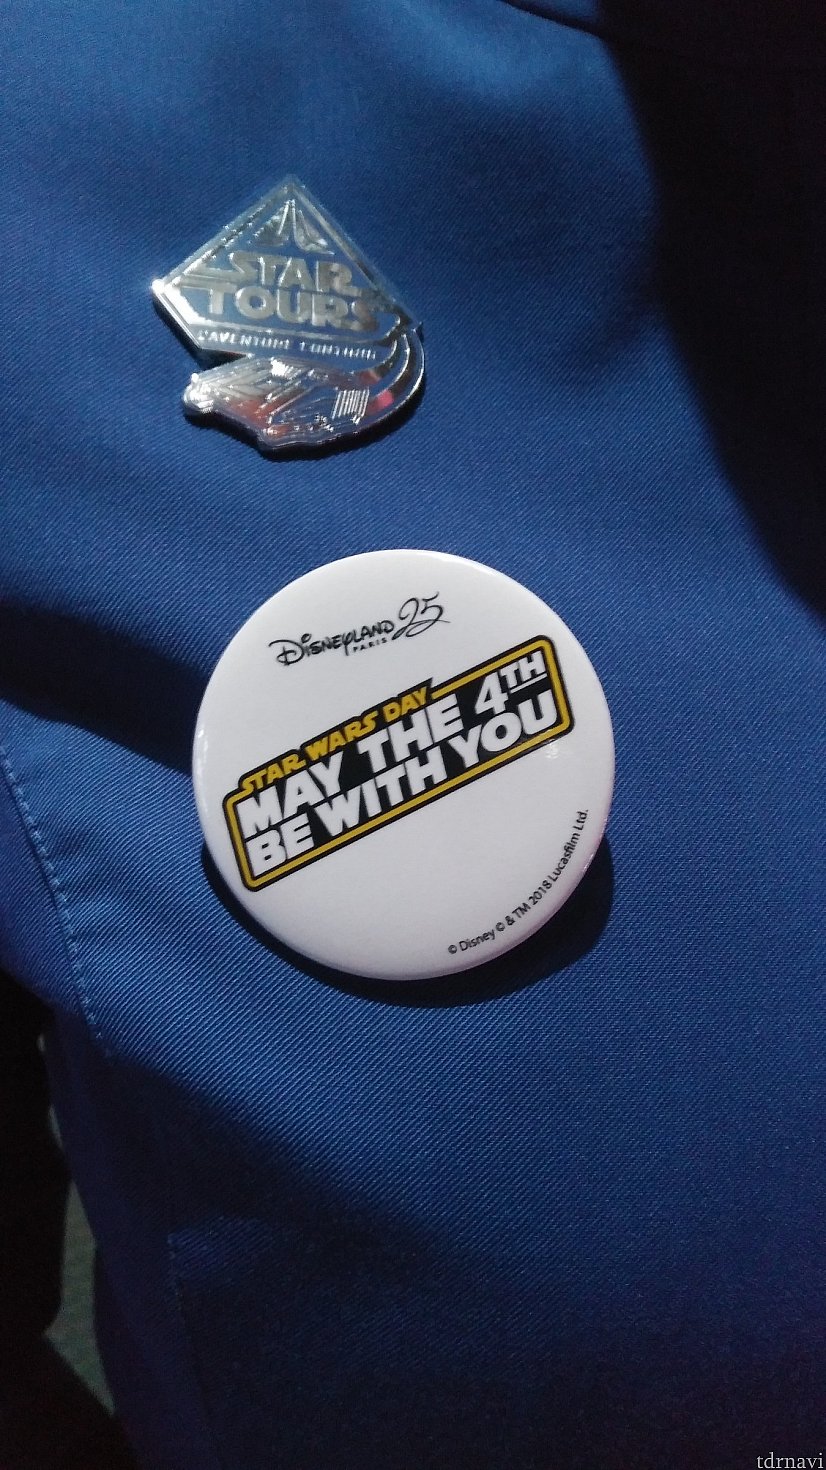 STAR
TOURS
L'AVENTURE CONTINUE
DISNEYLAND 25
PARIS
STAR WARS DAY
MAY THE 4TH
BE WITH YOU
© Disney © & TM 2018 Lucasfilm Ltd.
tdrnavi